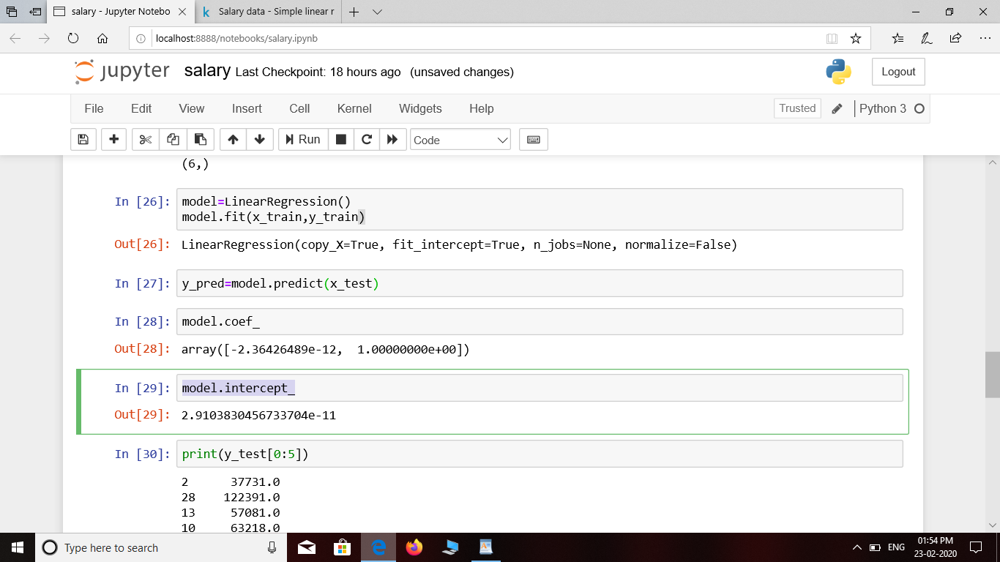 salary - Jupyter Notebo
Salary data - Simple linear r
localhost:8888/notebooks/salary.ipynb
jupyter salary Last Checkpoint: 18 hours ago (unsaved changes)
Logout
File Edit View Insert Cell Kernel Widgets Help
Trusted Python 3
Run Code
(6,)
In [26]: model=LinearRegression()
model.fit(x_train,y_train)
Out[26]: LinearRegression(copy_X=True, fit_intercept=True, n_jobs=None, normalize=False)
In [27]: y_pred=model.predict(x_test)
In [28]: model.coef_
Out[28]: array([-2.36426489e-12,  1.00000000e+00])
In [29]: model.intercept_
Out[29]: 2.9103830456733704e-11
In [30]: print(y_test[0:5])
2      37731.0
28    122391.0
13     57081.0
10     63218.0
Type here to search
ENG
01:54 PM
23-02-2020